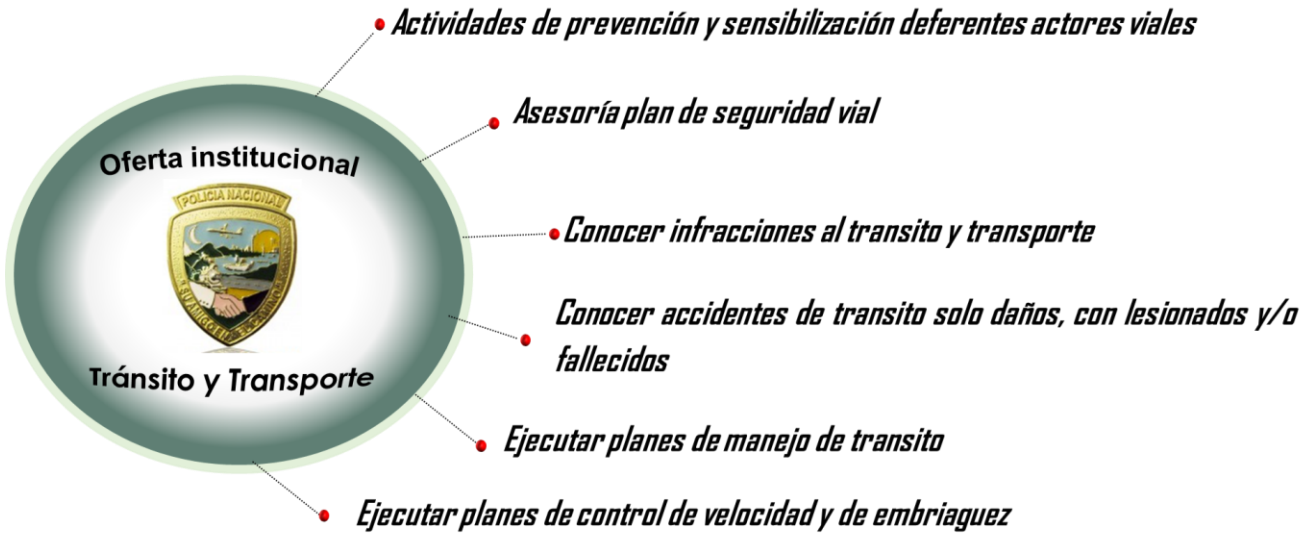 Actividades de prevención y sensibilización deferentes actores viales
Asesoría plan de seguridad vial
Oferta institucional
POLICIA NACIONAL
Conocer infracciones al transito y transporte
Conocer accidentes de transito solo daños, con lesionados y/o
fallecidos
Tránsito y Transporte
Ejecutar planes de manejo de transito
Ejecutar planes de control de velocidad y de embriaguez